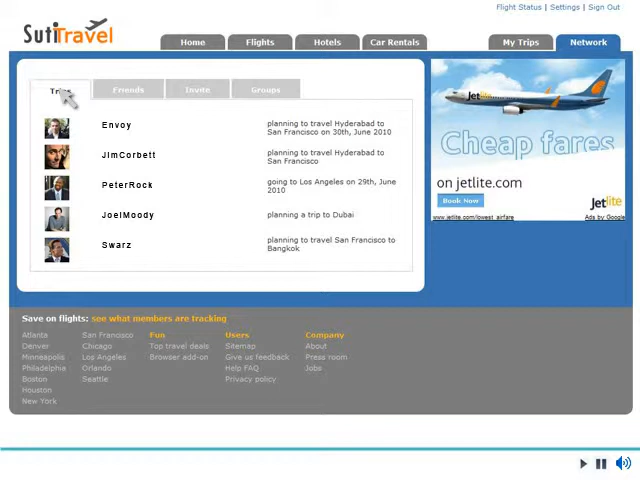 Flight Status | Settings | Sign Out
SutiTravel
Home
Flights
Hotels
Car Rentals
My Trips
Network
Trips
Friends
Invite
Groups
Envoy
planning to travel Hyderabad to
San Francisco on 30th, June 2010
JimCorbett
planning to travel Hyderabad to
San Francisco
PeterRock
going to Los Angeles on 29th, June
2010
JoelMoody
planning a trip to Dubai
Swarz
planning to travel San Francisco to
Bangkok
JetLite
Cheap fares
on jetlite.com
Book Now
JetLite
www.jetlite.com/lowest_airfare
Ads by Google
Save on flights: see what members are tracking
Atlanta
Denver
Minneapolis
Philadelphia
Boston
Houston
New York
San Francisco
Chicago
Los Angeles
Orlando
Seattle
Fun
Top travel deals
Browser add-on
Users
Sitemap
Give us feedback
Help FAQ
Privacy policy
Company
About
Press room
Jobs